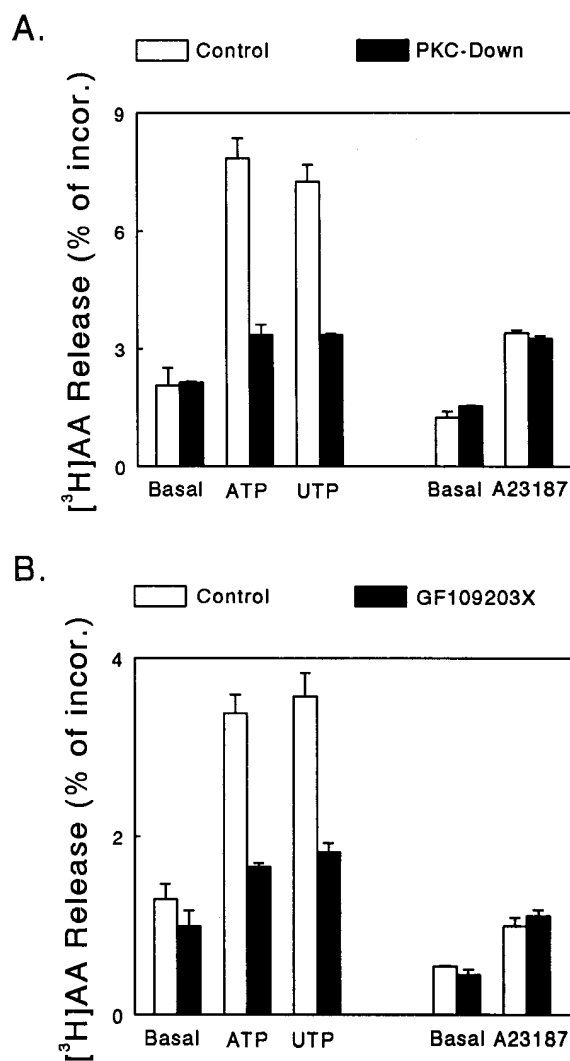 A.
Control PKC-Down
[³H]AA Release (% of incor.)
9
6
3
0
Basal ATP UTP Basal A23187
B.
Control GF109203X
[³H]AA Release (% of incor.)
4
2
0
Basal ATP UTP Basal A23187